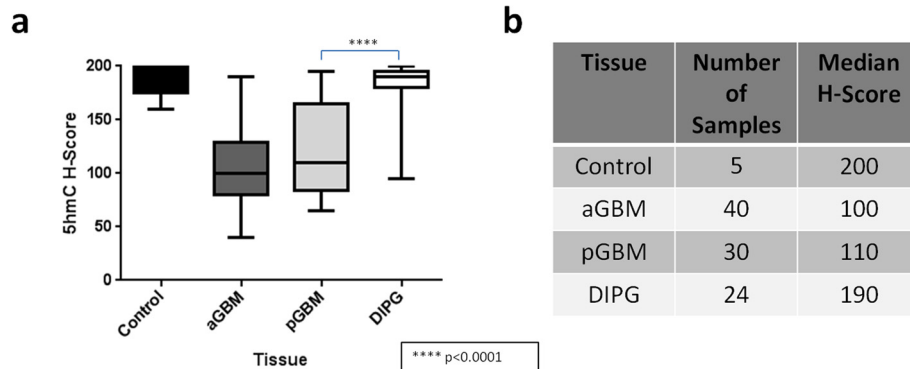 a
****
200
150
100
50
0
5hmC H-Score
Control
aGBM
pGBM
DIPG
Tissue
**** p<0.0001
b
Tissue Number of Samples Median H-Score
Control 5 200
aGBM 40 100
pGBM 30 110
DIPG 24 190